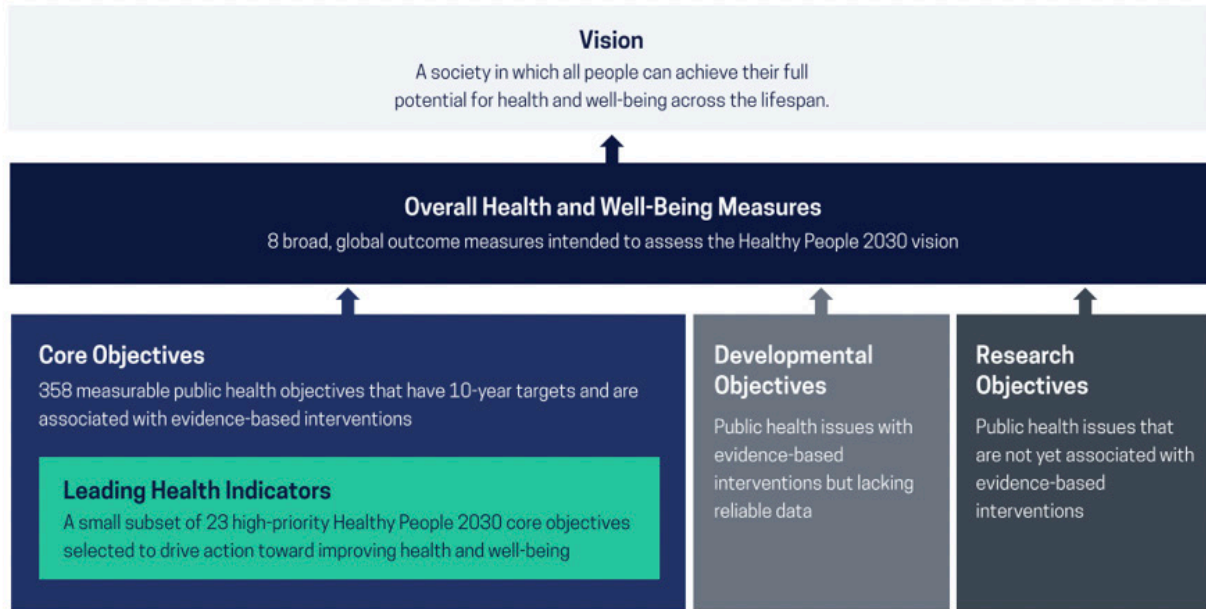 Vision
A society in which all people can achieve their full
potential for health and well-being across the lifespan.
Overall Health and Well-Being Measures
8 broad, global outcome measures intended to assess the Healthy People 2030 vision
Core Objectives
358 measurable public health objectives that have 10-year targets and are
associated with evidence-based interventions
Leading Health Indicators
A small subset of 23 high-priority Healthy People 2030 core objectives
selected to drive action toward improving health and well-being
Developmental
Objectives
Public health issues with
evidence-based
interventions but lacking
reliable data
Research
Objectives
Public health issues that
are not yet associated with
evidence-based
interventions